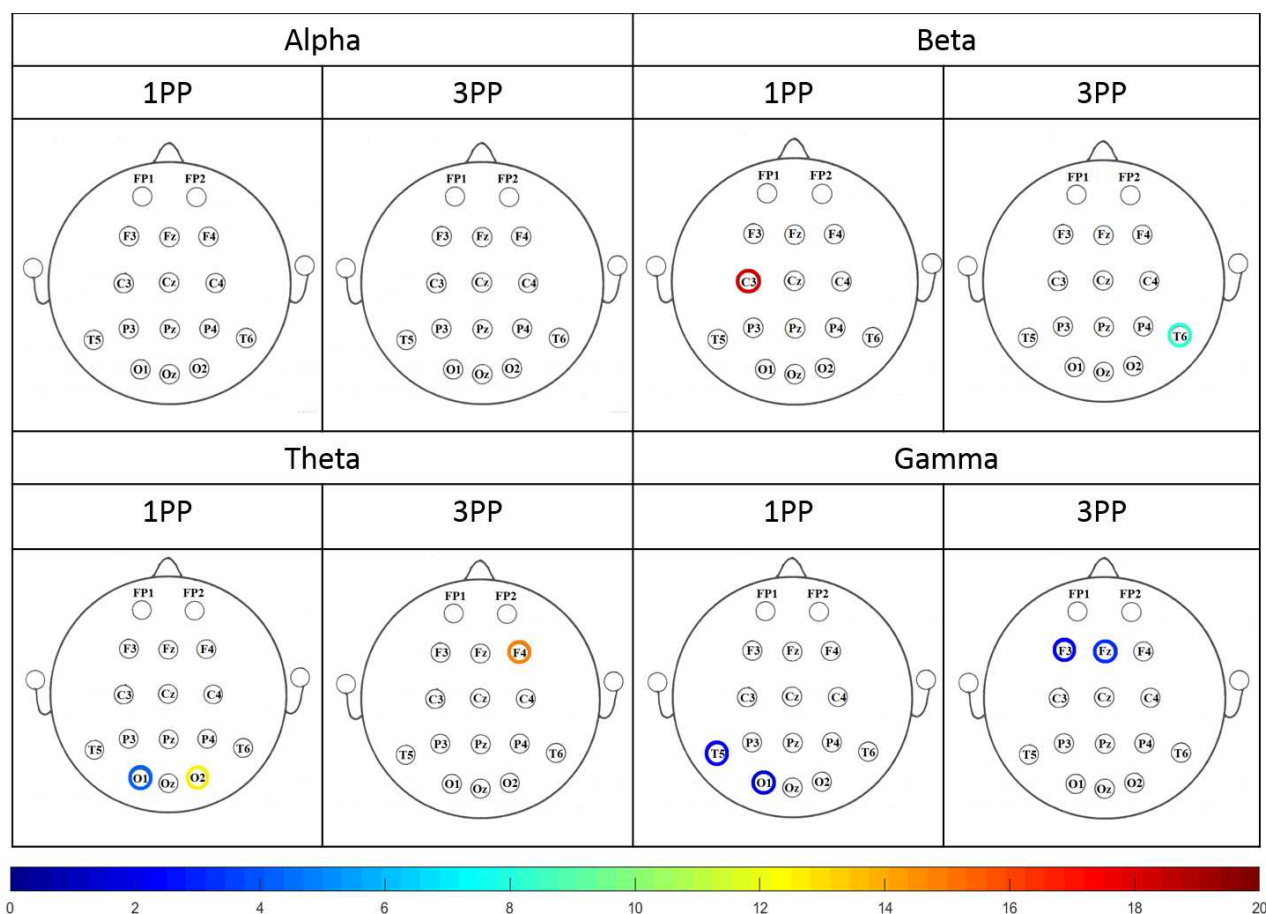 Alpha Beta
1PP 3PP 1PP 3PP
FP1 FP2 FP1 FP2 FP1 FP2 FP1 FP2
F3 Fz F4 F3 Fz F4 F3 Fz F4 F3 Fz F4
C3 Cz C4 C3 Cz C4 C3 Cz C4 C3 Cz C4
T5 P3 Pz P4 T6 T5 P3 Pz P4 T6 T5 P3 Pz P4 T6 T5 P3 Pz P4 T6
O1 Oz O2 O1 Oz O2 O1 Oz O2 O1 Oz O2
Theta Gamma
1PP 3PP 1PP 3PP
FP1 FP2 FP1 FP2 FP1 FP2 FP1 FP2
F3 Fz F4 F3 Fz F4 F3 Fz F4 F3 Fz F4
C3 Cz C4 C3 Cz C4 C3 Cz C4 C3 Cz C4
T5 P3 Pz P4 T6 T5 P3 Pz P4 T6 T5 P3 Pz P4 T6 T5 P3 Pz P4 T6
O1 Oz O2 O1 Oz O2 O1 Oz O2 O1 Oz O2
0 2 4 6 8 10 12 14 16 18 20